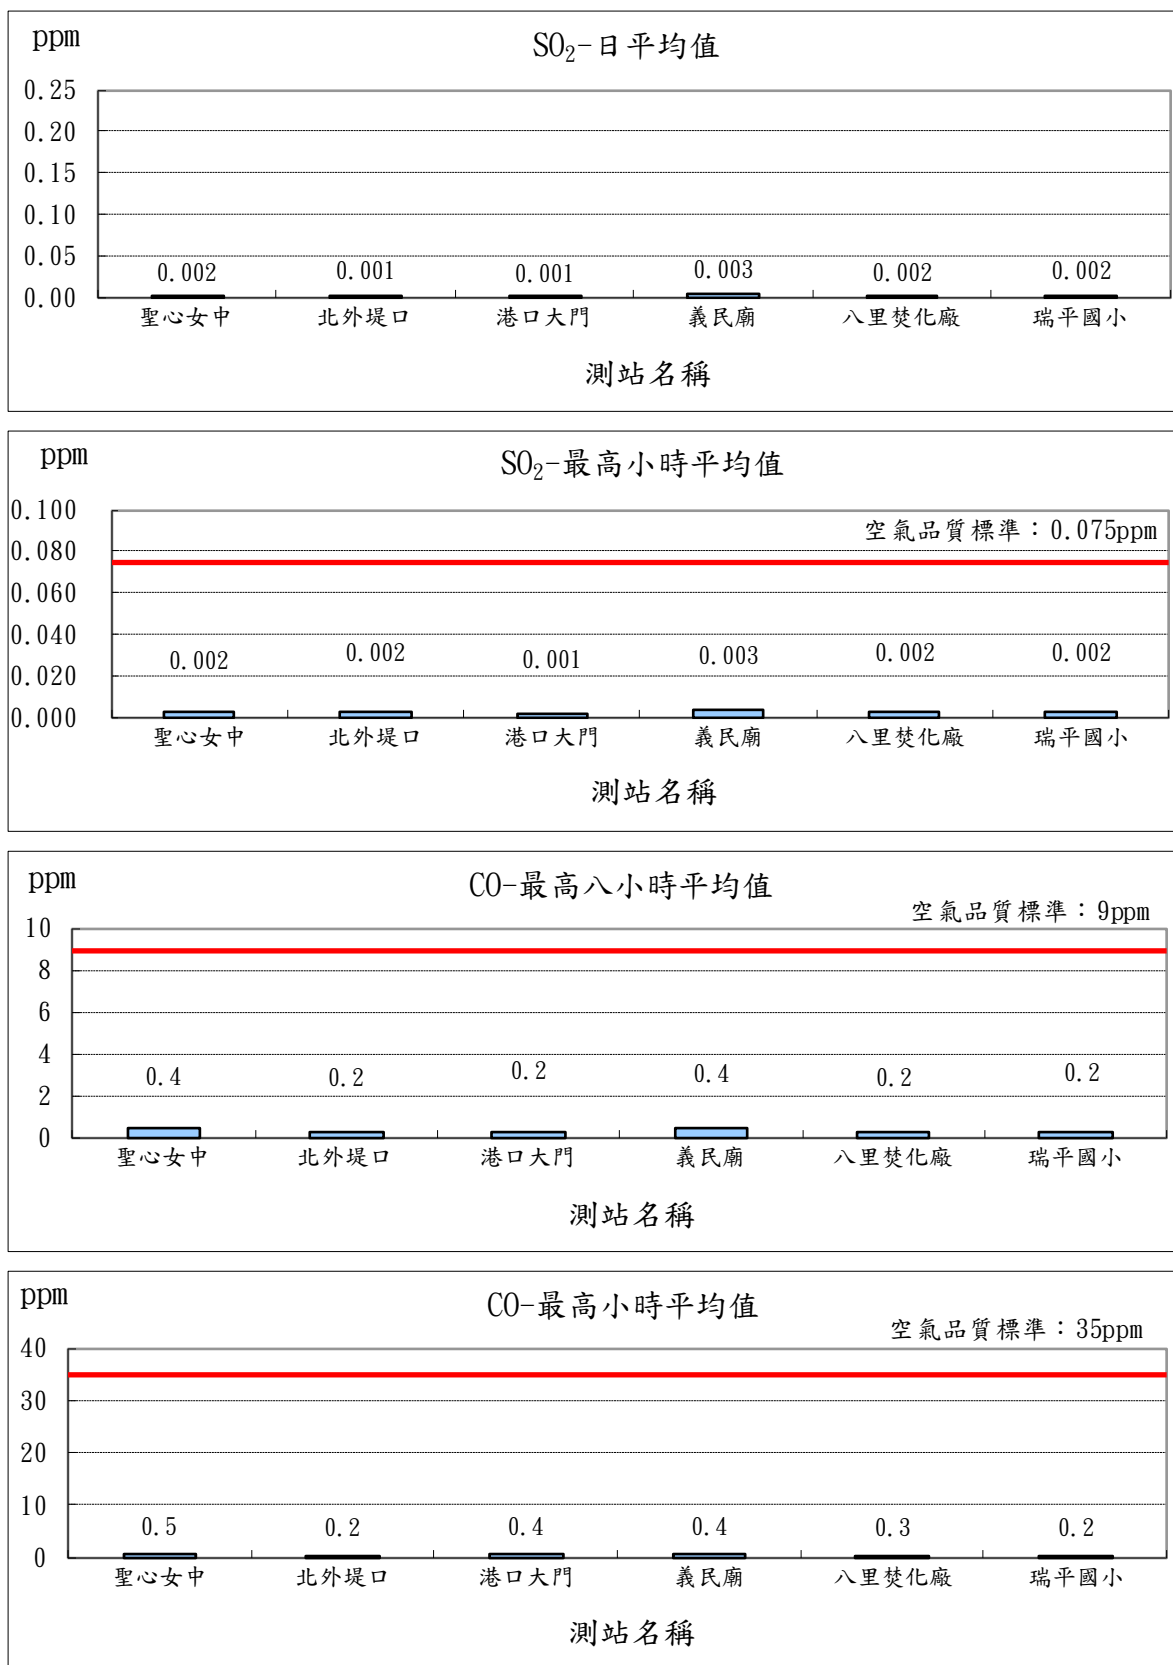 ppm
SO₂-日平均值
0.25
0.20
0.15
0.10
0.05
0.00
0.002 0.001 0.001 0.003 0.002 0.002
聖心女中 北外堤口 港口大門 義民廟 八里焚化廠 瑞平國小
測站名稱
ppm
SO₂-最高小時平均值
空氣品質標準：0.075ppm
0.100
0.080
0.060
0.040
0.020
0.000
0.002 0.002 0.001 0.003 0.002 0.002
聖心女中 北外堤口 港口大門 義民廟 八里焚化廠 瑞平國小
測站名稱
ppm
CO-最高八小時平均值
空氣品質標準：9ppm
10
8
6
4
2
0
0.4 0.2 0.2 0.4 0.2 0.2
聖心女中 北外堤口 港口大門 義民廟 八里焚化廠 瑞平國小
測站名稱
ppm
CO-最高小時平均值
空氣品質標準：35ppm
40
30
20
10
0
0.5 0.2 0.4 0.4 0.3 0.2
聖心女中 北外堤口 港口大門 義民廟 八里焚化廠 瑞平國小
測站名稱